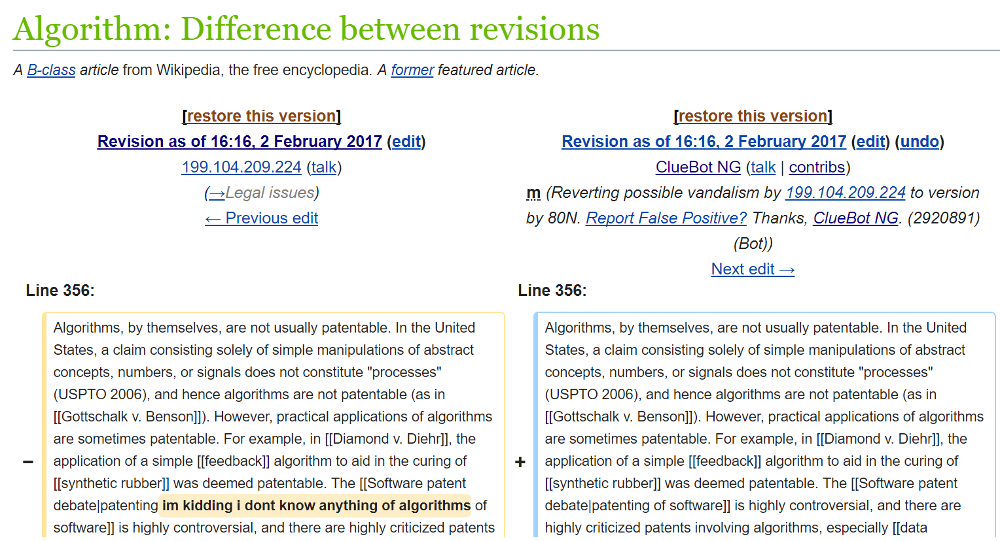 Algorithm: Difference between revisions
A B-class article from Wikipedia, the free encyclopedia. A former featured article.
[restore this version]
Revision as of 16:16, 2 February 2017 (edit)
199.104.209.224 (talk)
(→Legal issues)
← Previous edit
[restore this version]
Revision as of 16:16, 2 February 2017 (edit) (undo)
ClueBot NG (talk | contribs)
m (Reverting possible vandalism by 199.104.209.224 to version
by 80N. Report False Positive? Thanks, ClueBot NG. (2920891)
(Bot))
Next edit →
Line 356:
− Algorithms, by themselves, are not usually patentable. In the United
States, a claim consisting solely of simple manipulations of abstract
concepts, numbers, or signals does not constitute "processes"
(USPTO 2006), and hence algorithms are not patentable (as in
[[Gottschalk v. Benson]]). However, practical applications of algorithms
are sometimes patentable. For example, in [[Diamond v. Diehr]], the
application of a simple [[feedback]] algorithm to aid in the curing of
[[synthetic rubber]] was deemed patentable. The [[Software patent
debate|patenting im kidding i dont know anything of algorithms of
software]] is highly controversial, and there are highly criticized patents
Line 356:
+ Algorithms, by themselves, are not usually patentable. In the United
States, a claim consisting solely of simple manipulations of abstract
concepts, numbers, or signals does not constitute "processes"
(USPTO 2006), and hence algorithms are not patentable (as in
[[Gottschalk v. Benson]]). However, practical applications of algorithms
are sometimes patentable. For example, in [[Diamond v. Diehr]], the
application of a simple [[feedback]] algorithm to aid in the curing of
[[synthetic rubber]] was deemed patentable. The [[Software patent
debate|patenting of software]] is highly controversial, and there are
highly criticized patents involving algorithms, especially [[data